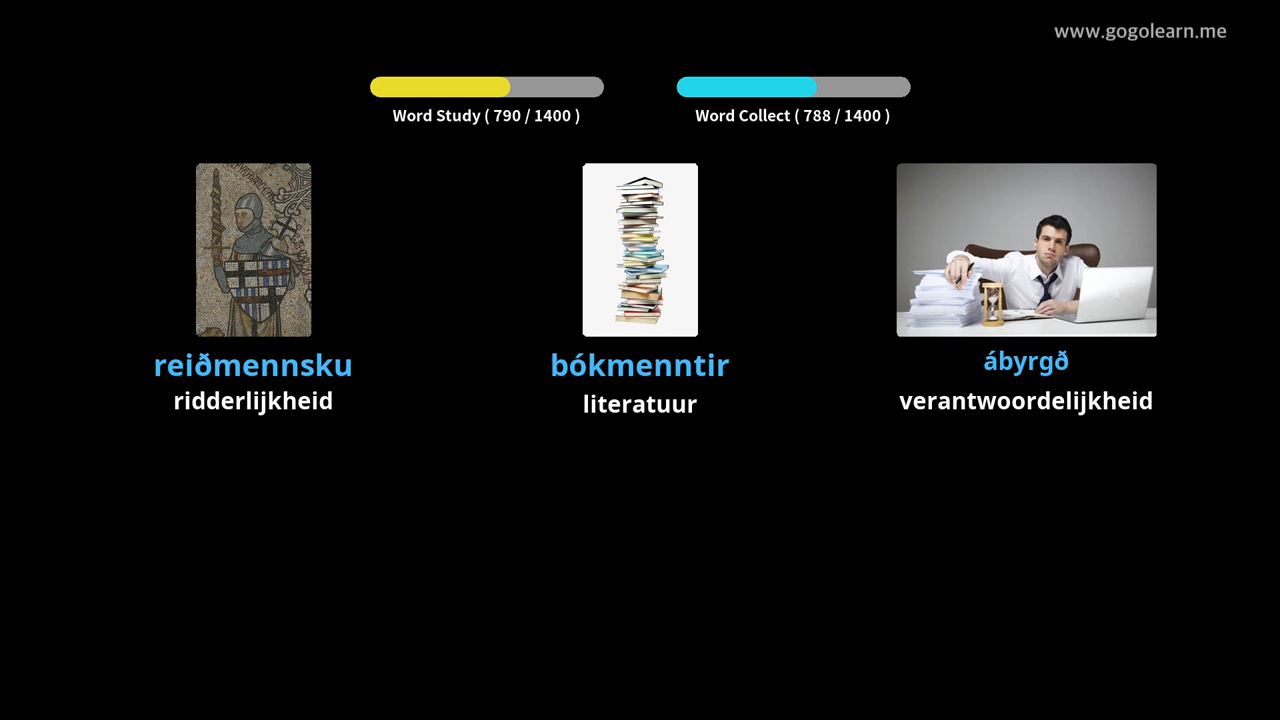 www.gogolearn.me
Word Study ( 790 / 1400 )
Word Collect ( 788 / 1400 )
reiðmennsku
bókmenntir
ábyrgð
ridderlijkheid
literatuur
verantwoordelijkheid